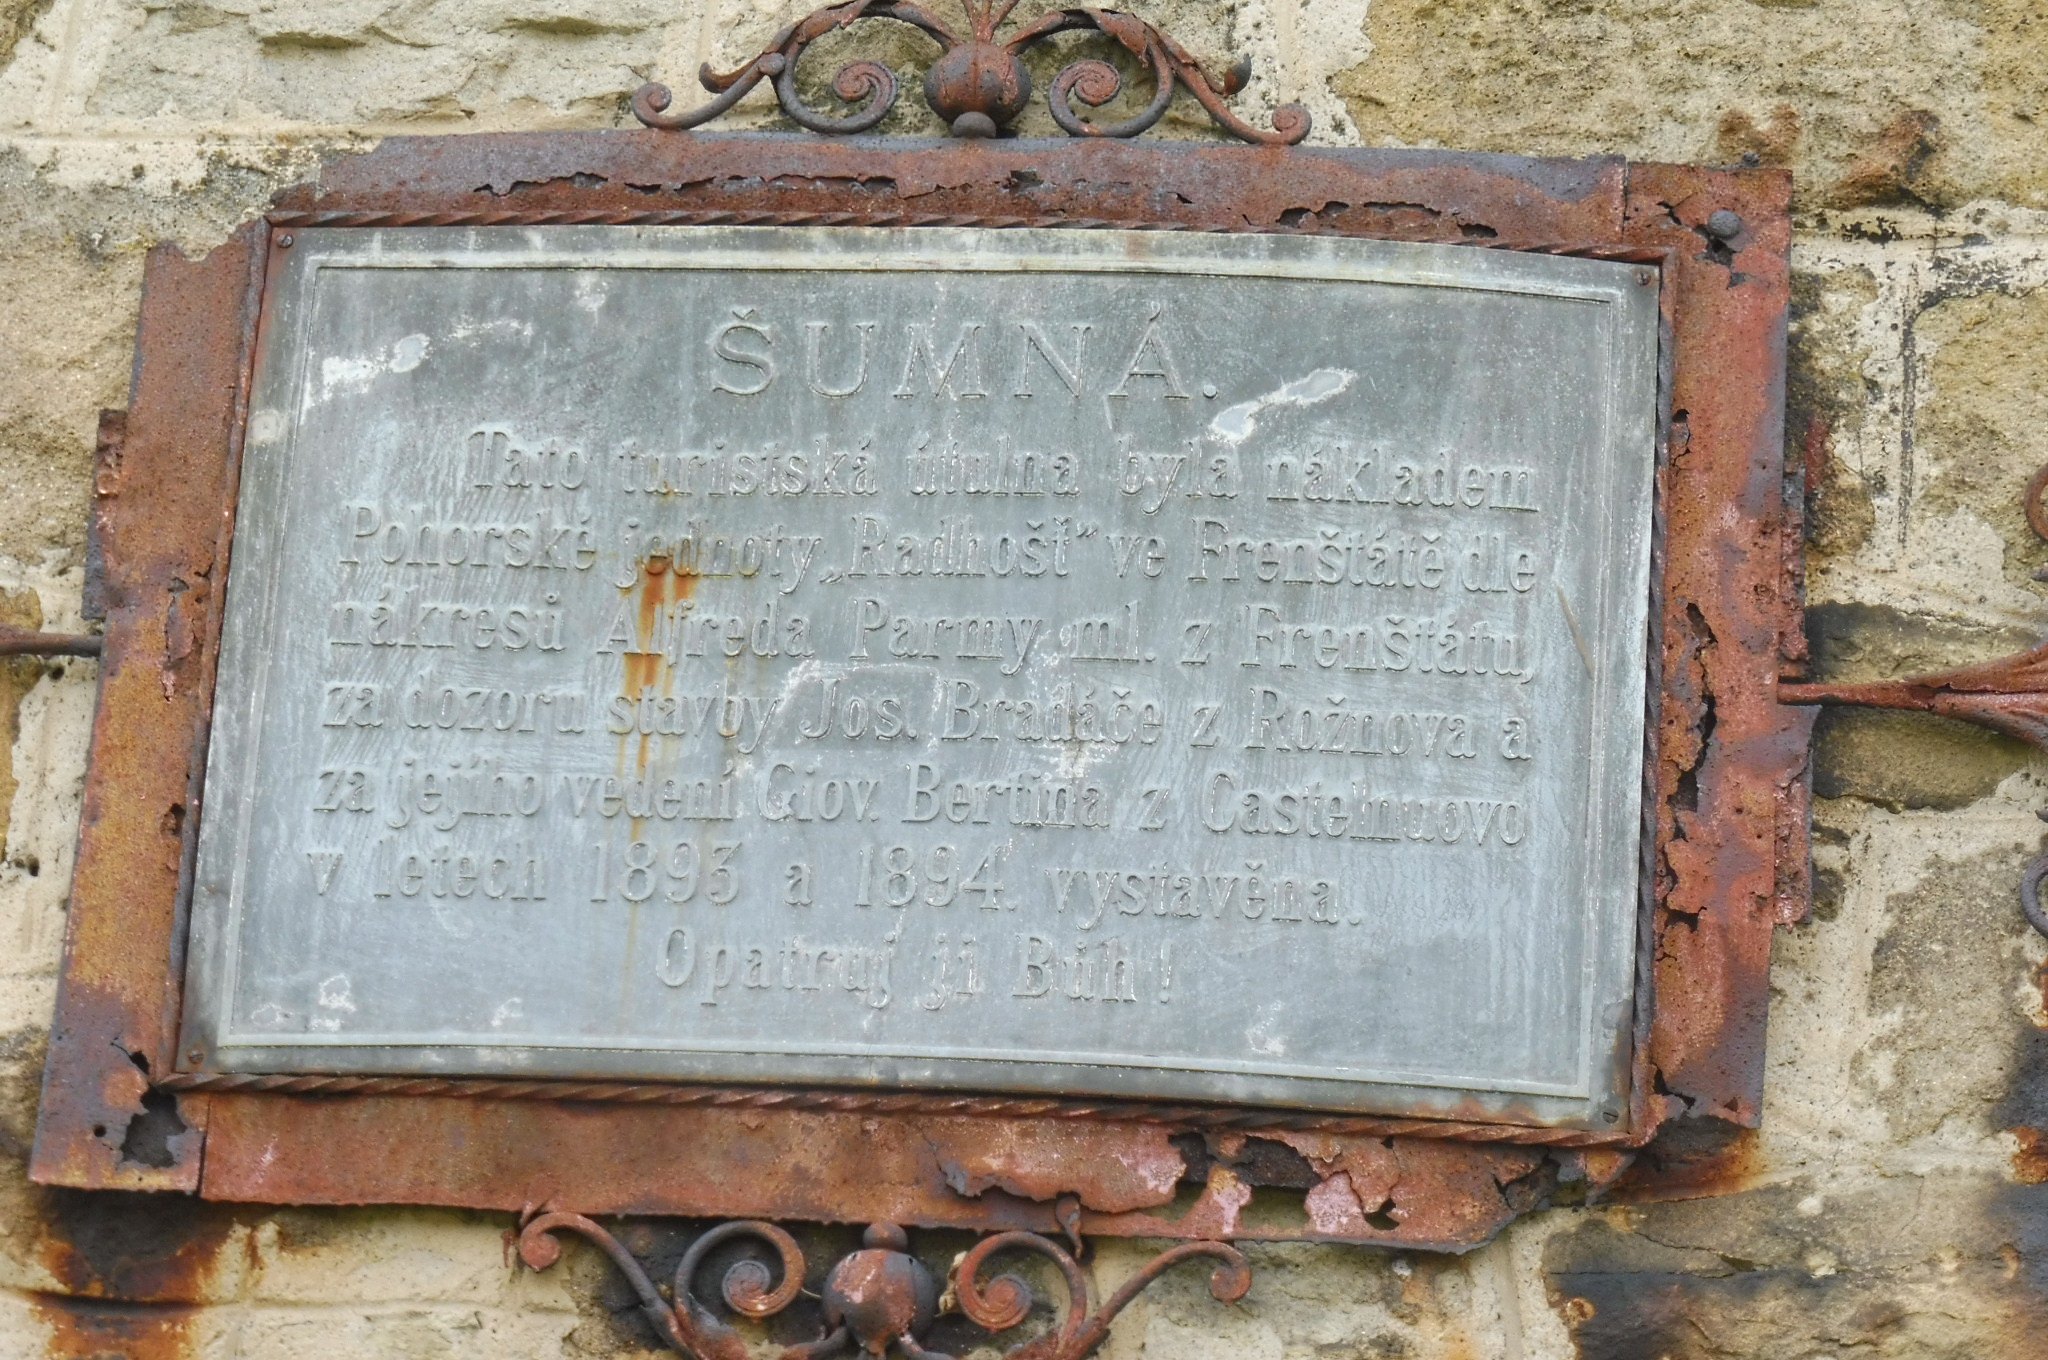 ŠUMNÁ.
Tato turistská útulna byla nákladem
Pohorské jednoty „Radhošť“ ve Frenštátě dle
nákresů Alfreda Parmy ml. z Frenštátu,
za dozoru stavby Jos. Bradáče z Rožnova a
za jejího vedení Giov. Bertina z Castelnuovo
v letech 1893 a 1894. vystavěna.
Opatruj ji Bůh!